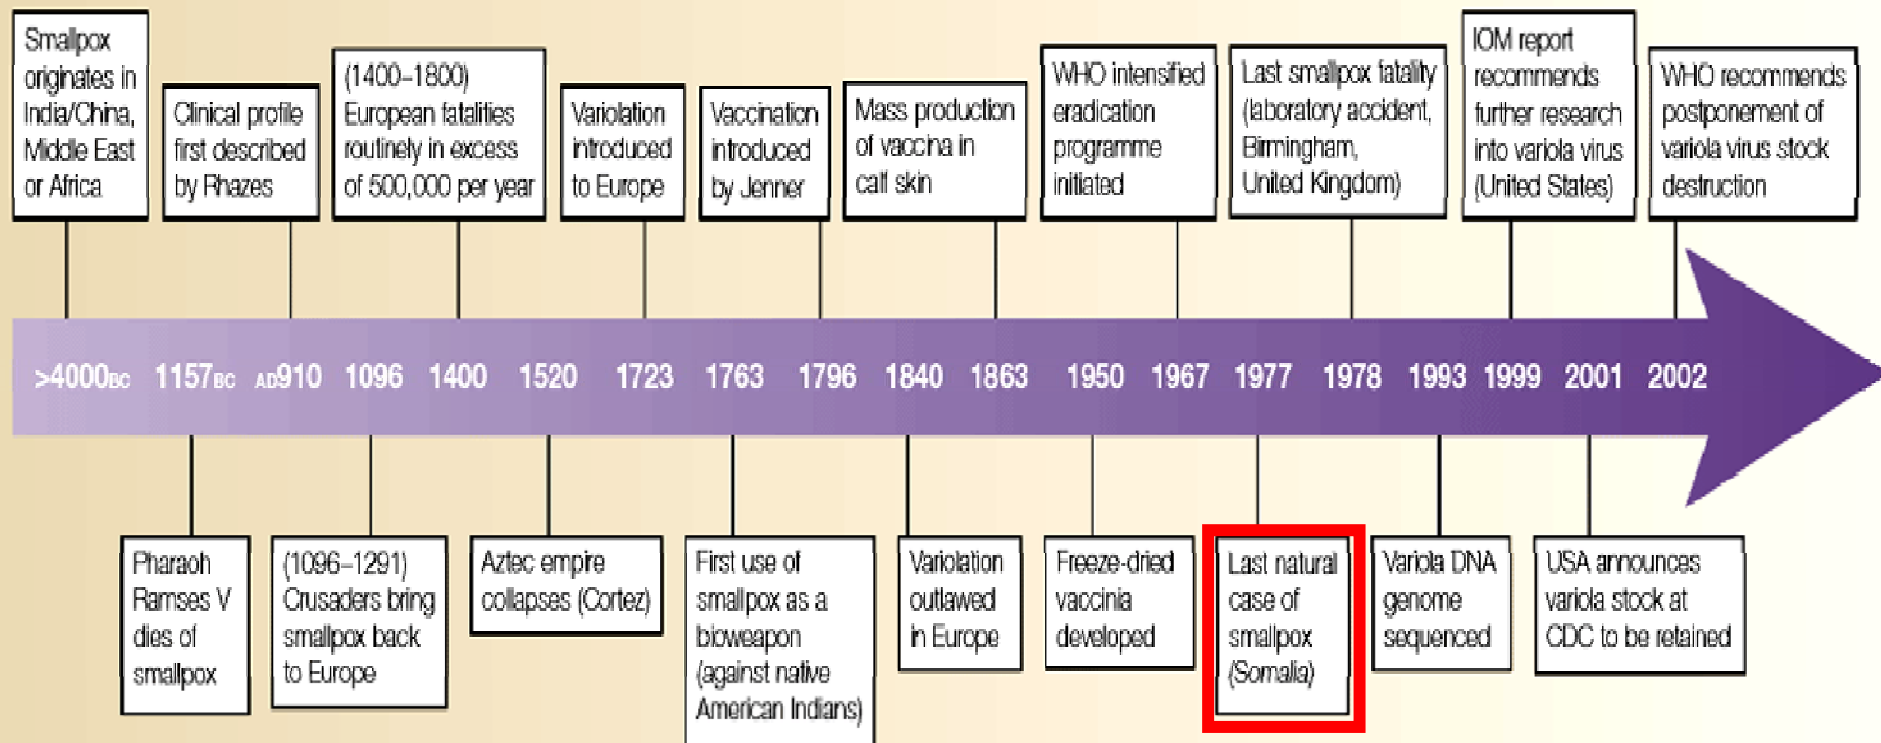 Smallpox
originates in
India/China,
Middle East
or Africa
Clinical profile
first described
by Rhazes
(1400–1800)
European fatalities
routinely in excess
of 500,000 per year
Variolation
introduced
to Europe
Vaccination
introduced
by Jenner
Mass production
of vaccina in
calf skin
WHO intensified
eradication
programme
initiated
Last smallpox fatality
(laboratory accident,
Birmingham,
United Kingdom)
IOM report
recommends
further research
into variola virus
(United States)
WHO recommends
postponement of
variola virus stock
destruction
>4000BC 1157BC AD910 1096 1400 1520 1723 1763 1796 1840 1863 1950 1967 1977 1978 1993 1999 2001 2002
Pharaoh
Ramses V
dies of
smallpox
(1096–1291)
Crusaders bring
smallpox back
to Europe
Aztec empire
collapses (Cortez)
First use of
smallpox as a
bioweapon
(against native
American Indians)
Variolation
outlawed
in Europe
Freeze-dried
vaccinia
developed
Last natural
case of
smallpox
(Somalia)
Variola DNA
genome
sequenced
USA announces
variola stock at
CDC to be retained